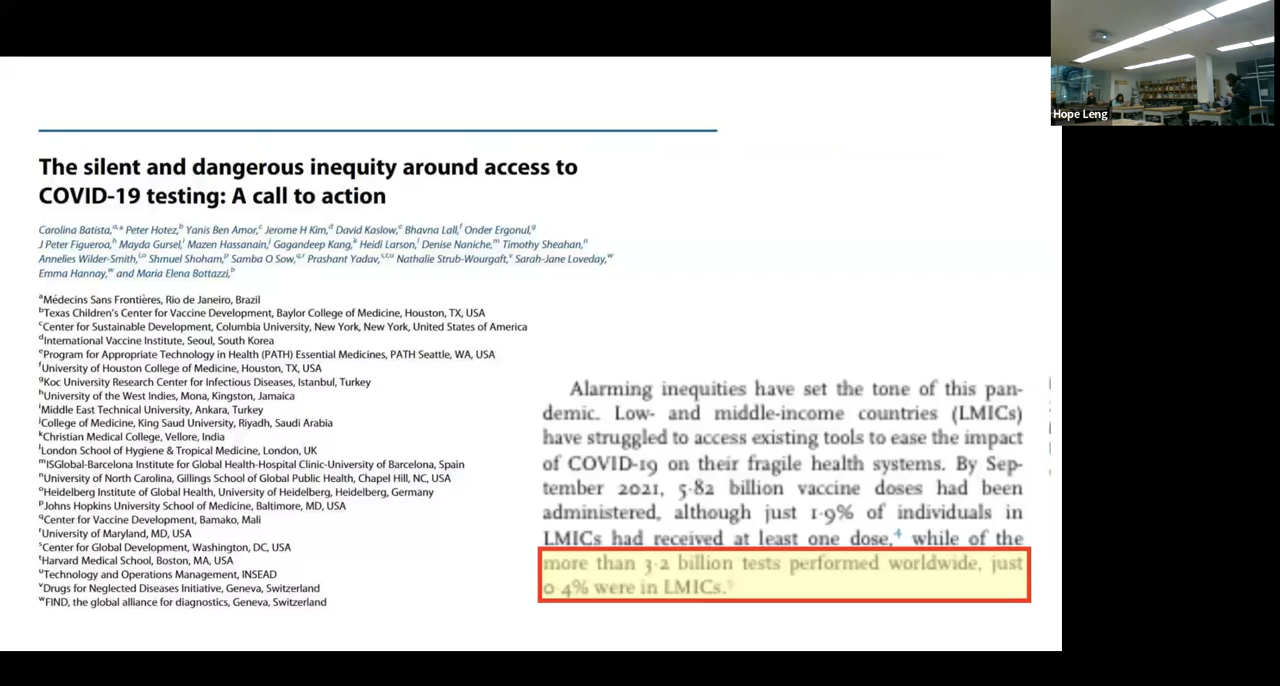 The silent and dangerous inequity around access to
COVID-19 testing: A call to action
Carolina Batista,a,* Peter Hotez,b Yanis Ben Amor,c Jerome H Kim,d David Kaslow,e Bhavna Lall,f Onder Ergonul,g
J Peter Figueroa,h Mayda Gursel,i Mazen Hassanain,j Gagandeep Kang,k Heidi Larson,l Denise Naniche,m Timothy Sheahan,n
Annelies Wilder-Smith,l,o Shmuel Shoham,p Samba O Sow,q,r Prashant Yadav,s,t,u Nathalie Strub-Wourgaft,v Sarah-Jane Loveday,w
Emma Hannay,w and Maria Elena Bottazzi,b
aMédecins Sans Frontières, Rio de Janeiro, Brazil
bTexas Children's Center for Vaccine Development, Baylor College of Medicine, Houston, TX, USA
cCenter for Sustainable Development, Columbia University, New York, New York, United States of America
dInternational Vaccine Institute, Seoul, South Korea
eProgram for Appropriate Technology in Health (PATH) Essential Medicines, PATH Seattle, WA, USA
fUniversity of Houston College of Medicine, Houston, TX, USA
gKoc University Research Center for Infectious Diseases, Istanbul, Turkey
hUniversity of the West Indies, Mona, Kingston, Jamaica
iMiddle East Technical University, Ankara, Turkey
jCollege of Medicine, King Saud University, Riyadh, Saudi Arabia
kChristian Medical College, Vellore, India
lLondon School of Hygiene & Tropical Medicine, London, UK
mISGlobal-Barcelona Institute for Global Health-Hospital Clinic-University of Barcelona, Spain
nUniversity of North Carolina, Gillings School of Global Public Health, Chapel Hill, NC, USA
oHeidelberg Institute of Global Health, University of Heidelberg, Heidelberg, Germany
pJohns Hopkins University School of Medicine, Baltimore, MD, USA
qCenter for Vaccine Development, Bamako, Mali
rUniversity of Maryland, MD, USA
sCenter for Global Development, Washington, DC, USA
tHarvard Medical School, Boston, MA, USA
uTechnology and Operations Management, INSEAD
vDrugs for Neglected Diseases Initiative, Geneva, Switzerland
wFIND, the global alliance for diagnostics, Geneva, Switzerland
Alarming inequities have set the tone of this pan-
demic. Low- and middle-income countries (LMICs)
have struggled to access existing tools to ease the impact
of COVID-19 on their fragile health systems. By Sep-
tember 2021, 5·82 billion vaccine doses had been
administered, although just 1·9% of individuals in
LMICs had received at least one dose,4 while of the
more than 3·2 billion tests performed worldwide, just
0·4% were in LMICs.
Hope Leng